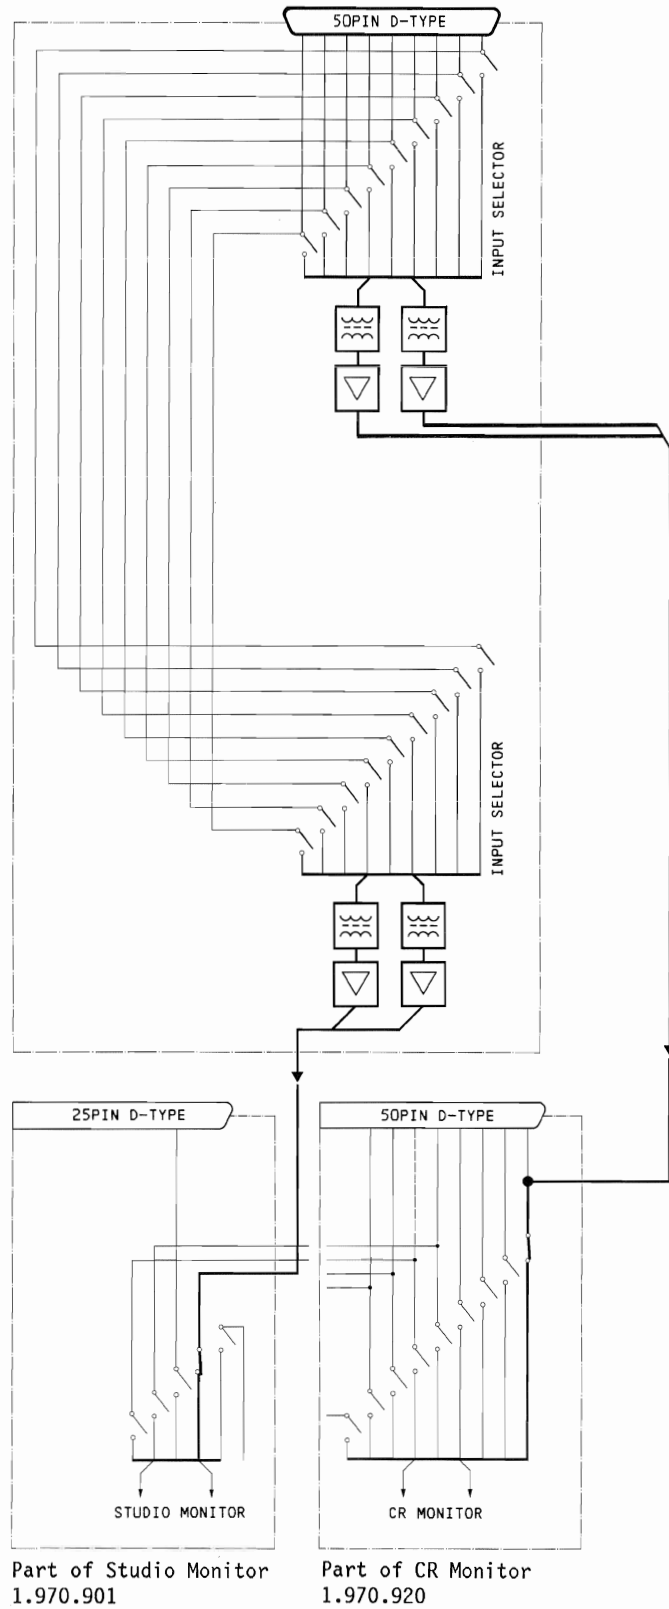 50PIN D-TYPE
INPUT SELECTOR
INPUT SELECTOR
25PIN D-TYPE
50PIN D-TYPE
STUDIO MONITOR
CR MONITOR
Part of Studio Monitor
1.970.901
Part of CR Monitor
1.970.920